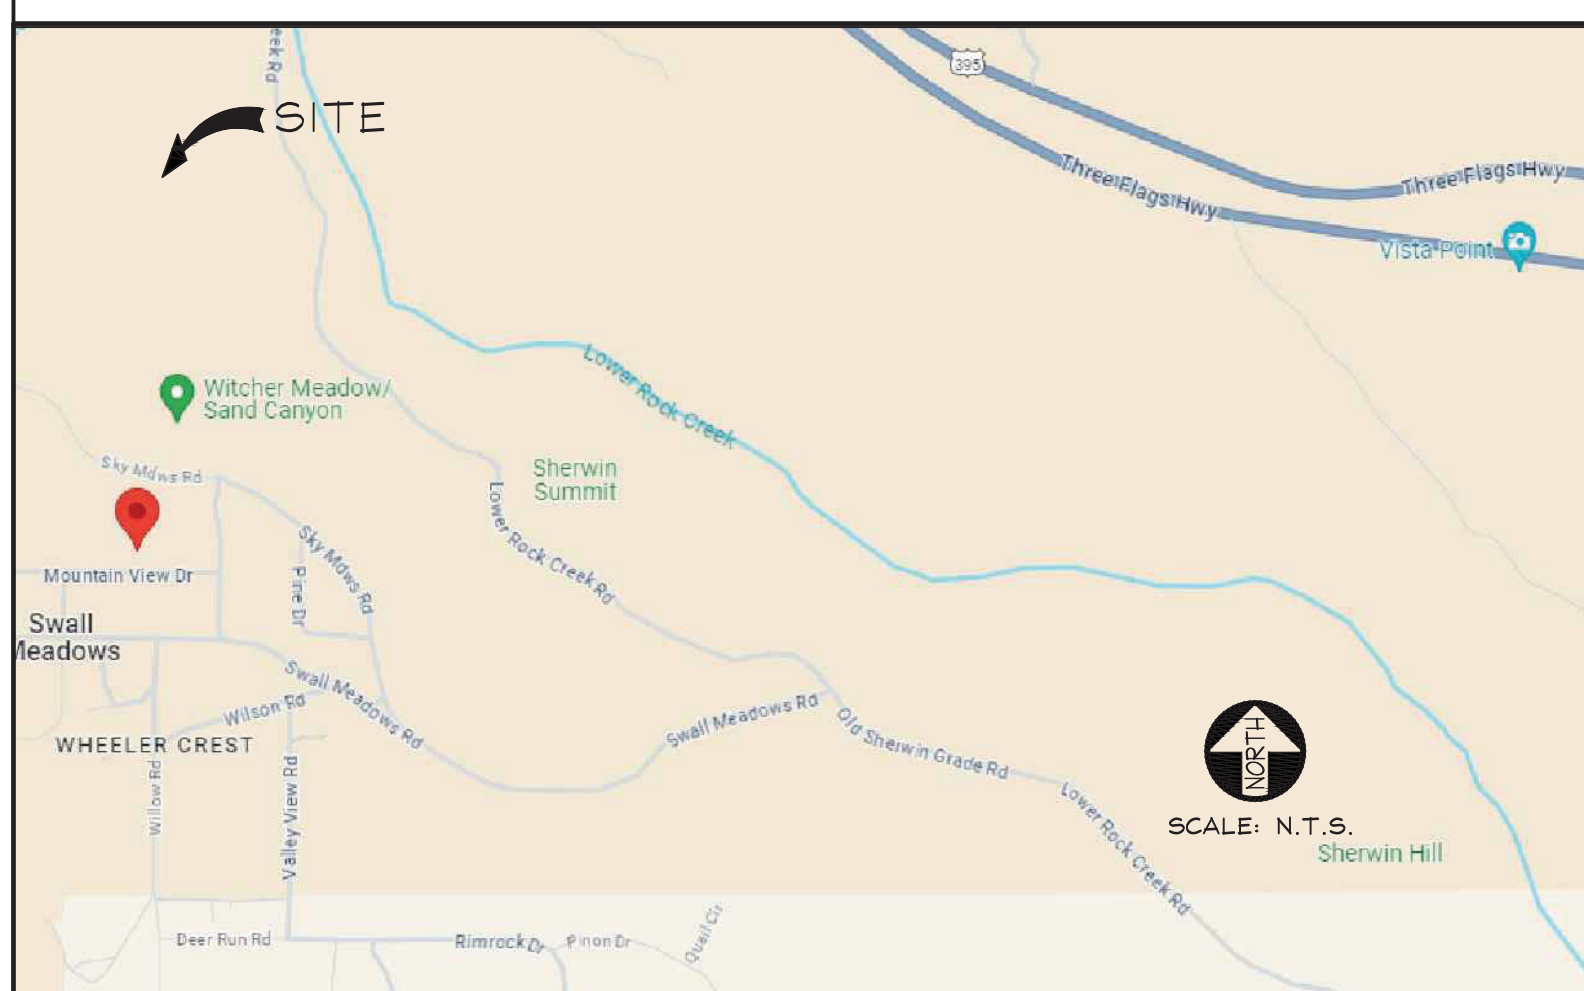 eek Rd
SITE
395
Three Flags Hwy
Three Flags Hwy
Vista Point
Witcher Meadow/
Sand Canyon
Lower Rock Creek
Sky Mdws Rd
Sherwin
Summit
Lower Rock Creek Rd
Sky Mdws Rd
Mountain View Dr
Pine Dr
Swall
Meadows
Swall Meadows Rd
Wilson Rd
Swall Meadows Rd
Old Sherwin Grade Rd
NORTH
WHEELER CREST
Willow Rd
Valley View Rd
Lower Rock Creek Rd
SCALE: N.T.S.
Sherwin Hill
Deer Run Rd
Rimrock Dr
Pinon Dr
Quail Cir